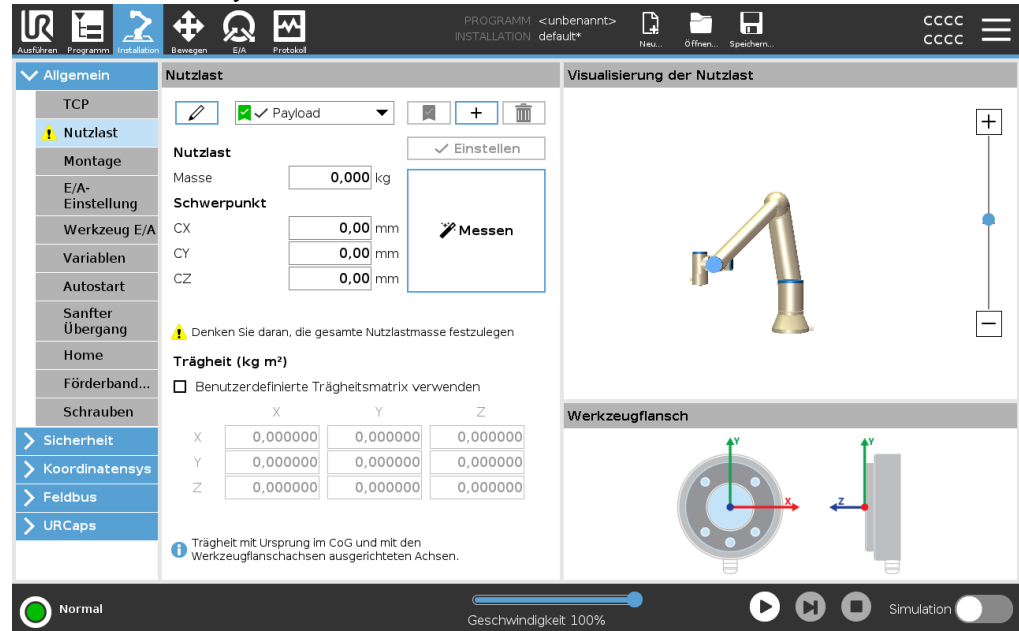 PROGRAMM <unbenannt>
INSTALLATION default*
Ausführen Programm Installation Bewegen E/A Protokoll Neu... Öffnen... Speichern...
cccc
cccc
Allgemein
TCP
Nutzlast
Montage
E/A-
Einstellung
Werkzeug E/A
Variablen
Autostart
Sanfter
Übergang
Home
Förderband...
Schrauben
Sicherheit
Koordinatensys
Feldbus
URCaps
Nutzlast
Payload
Einstellen
Nutzlast
Masse 0,000 kg
Schwerpunkt
CX 0,00 mm
CY 0,00 mm
CZ 0,00 mm
Messen
Denken Sie daran, die gesamte Nutzlastmasse festzulegen
Trägheit (kg m²)
Benutzerdefinierte Trägheitsmatrix verwenden
X Y Z
X 0,000000 0,000000 0,000000
Y 0,000000 0,000000 0,000000
Z 0,000000 0,000000 0,000000
Trägheit mit Ursprung im CoG und mit den
Werkzeugflanschachsen ausgerichteten Achsen.
Visualisierung der Nutzlast
Werkzeugflansch
Y Y
X Z
Normal
Geschwindigkeit 100%
Simulation